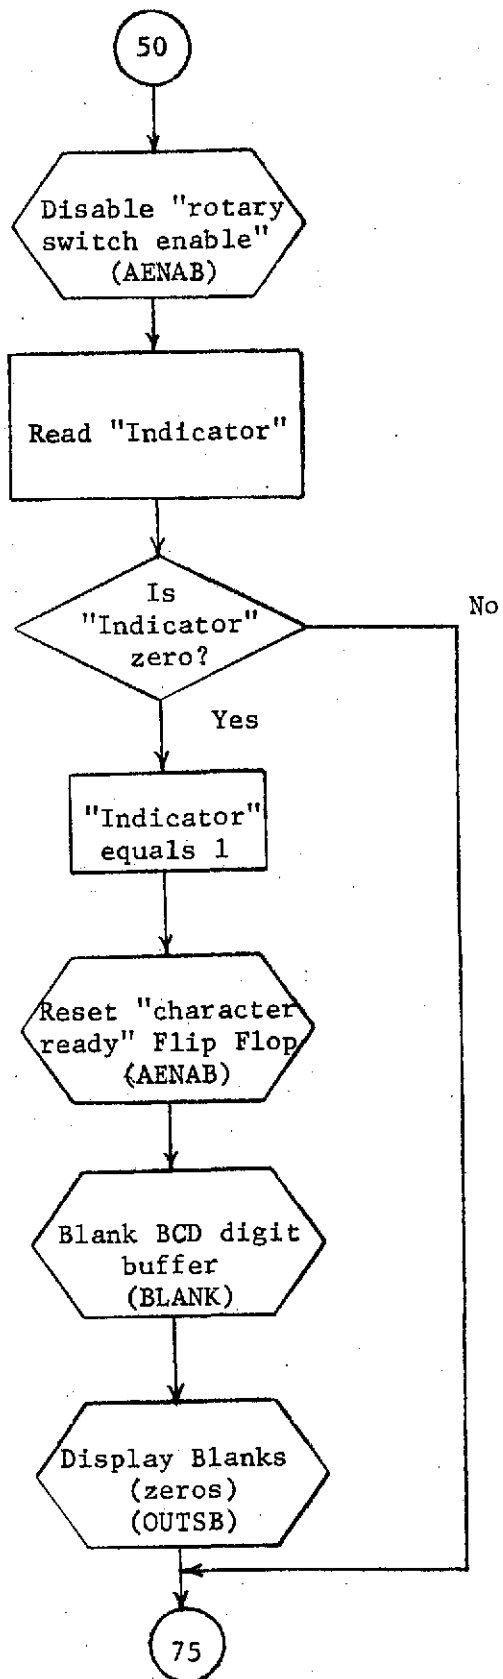 50
Disable "rotary
switch enable"
(AENAB)
Read "Indicator"
Is
"Indicator"
zero?
No
Yes
"Indicator"
equals 1
Reset "character
ready" Flip Flop
(AENAB)
Blank BCD digit
buffer
(BLANK)
Display Blanks
(zeros)
(OUTSB)
75